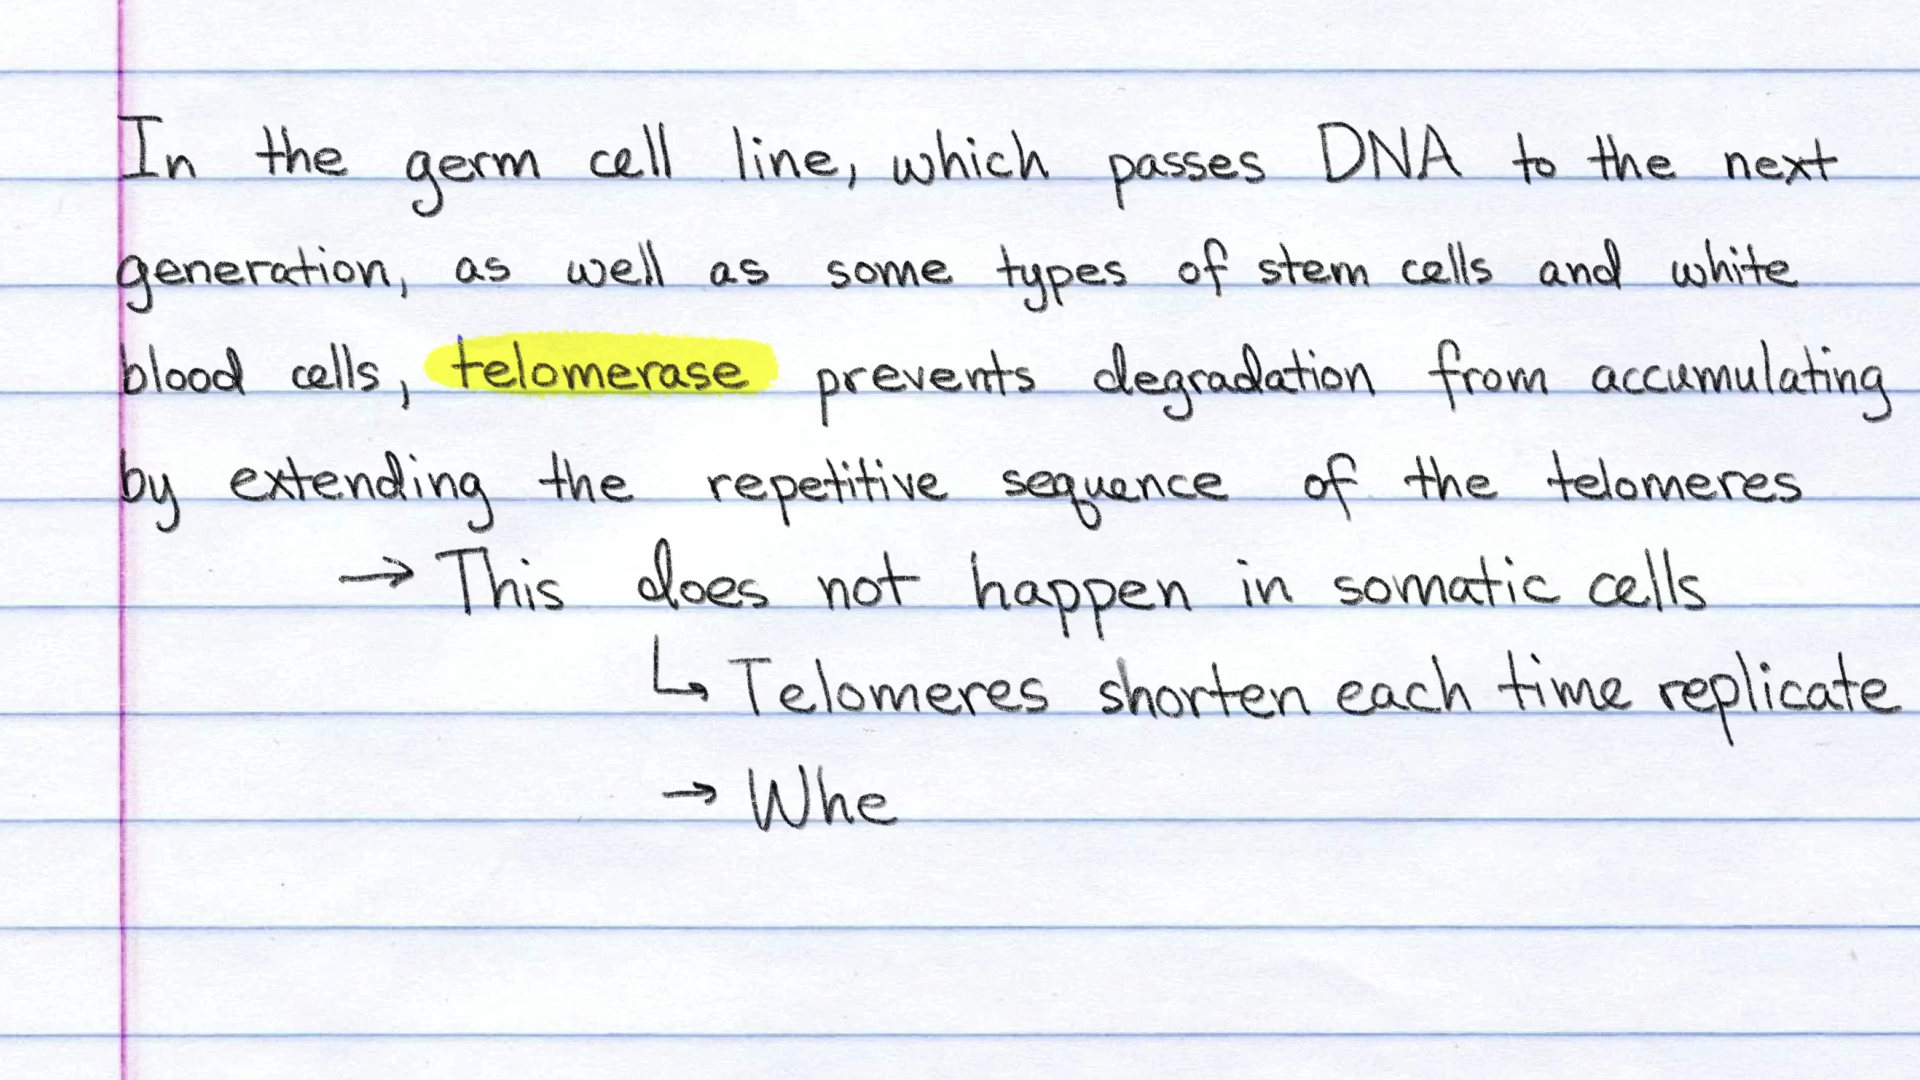 In the germ cell line, which passes DNA to the next
generation, as well as some types of stem cells and white
blood cells, telomerase prevents degradation from accumulating
by extending the repetitive sequence of the telomeres
→ This does not happen in somatic cells
↳ Telomeres shorten each time replicate
→ Whe